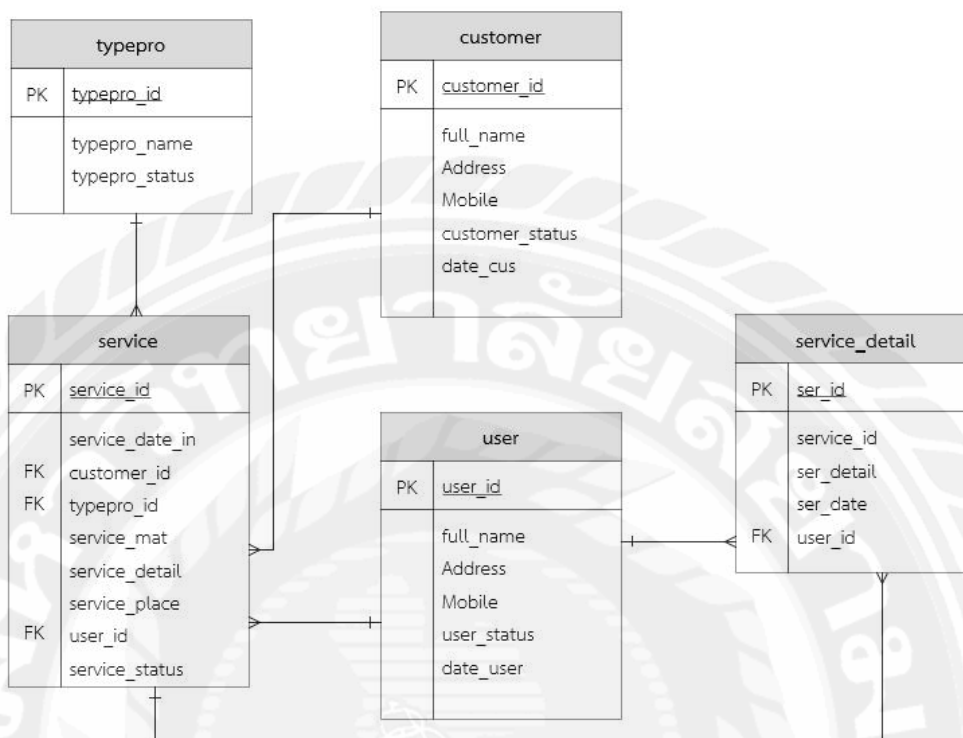 typepro
PK typepro_id
typepro_name
typepro_status
customer
PK customer_id
full_name
Address
Mobile
customer_status
date_cus
service
PK service_id
service_date_in
FK customer_id
FK typepro_id
service_mat
service_detail
service_place
FK user_id
service_status
user
PK user_id
full_name
Address
Mobile
user_status
date_user
service_detail
PK ser_id
service_id
ser_detail
ser_date
FK user_id